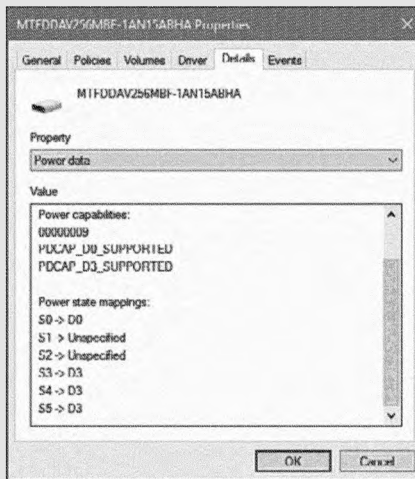 MTFDDAV256MBF-1AN15ABHA Properties
General Policies Volumes Driver Details Events
MTFDDAV256MBF-1AN15ABHA
Property
Power data
Value
Power capabilities:
00000009
PDCAP_D0_SUPPORTED
PDCAP_D3_SUPPORTED
Power state mappings:
S0 -> D0
S1 -> Unspecified
S2 -> Unspecified
S3 -> D3
S4 -> D3
S5 -> D3
OK Cancel